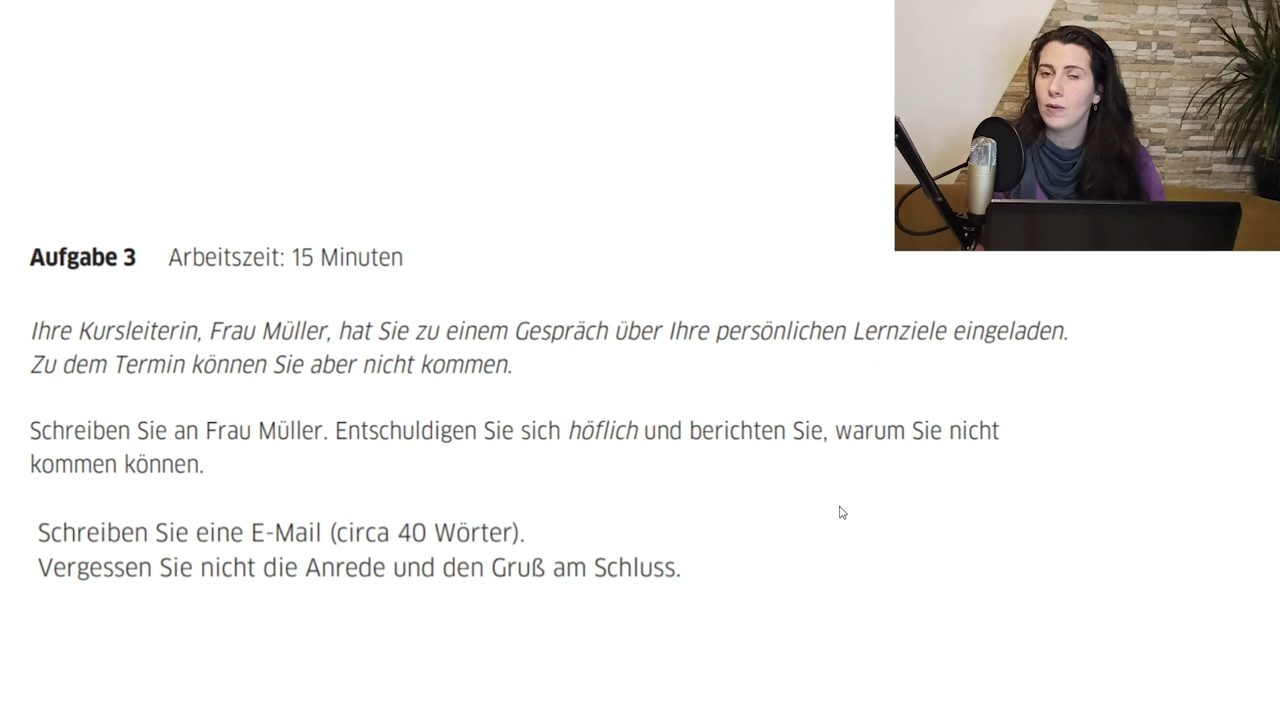 Aufgabe 3 Arbeitszeit: 15 Minuten
Ihre Kursleiterin, Frau Müller, hat Sie zu einem Gespräch über Ihre persönlichen Lernziele eingeladen.
Zu dem Termin können Sie aber nicht kommen.
Schreiben Sie an Frau Müller. Entschuldigen Sie sich höflich und berichten Sie, warum Sie nicht
kommen können.
Schreiben Sie eine E-Mail (circa 40 Wörter).
Vergessen Sie nicht die Anrede und den Gruß am Schluss.